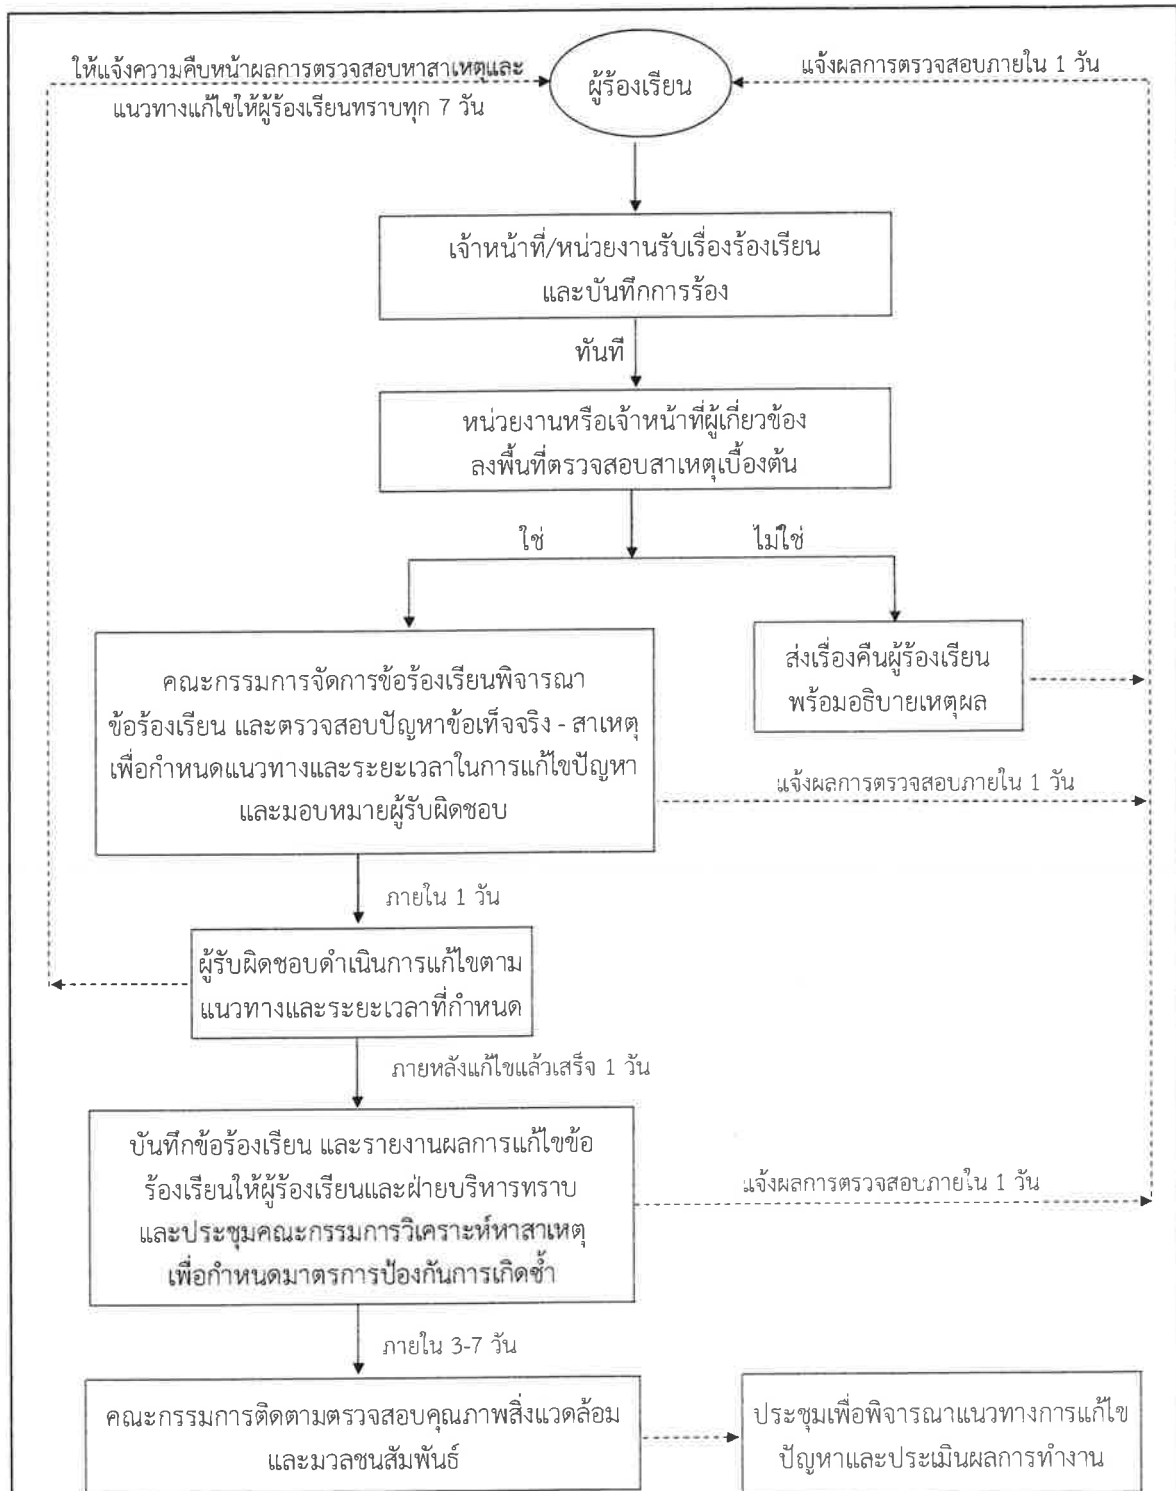 ให้แจ้งความคืบหน้าผลการตรวจสอบหาสาเหตุและ
แนวทางแก้ไขให้ผู้ร้องเรียนทราบทุก 7 วัน
ผู้ร้องเรียน
แจ้งผลการตรวจสอบภายใน 1 วัน
เจ้าหน้าที่/หน่วยงานรับเรื่องร้องเรียน
และบันทึกการร้อง
ทันที
หน่วยงานหรือเจ้าหน้าที่ผู้เกี่ยวข้อง
ลงพื้นที่ตรวจสอบสาเหตุเบื้องต้น
ใช่
ไม่ใช่
คณะกรรมการจัดการข้อร้องเรียนพิจารณา
ข้อร้องเรียน และตรวจสอบปัญหาข้อเท็จจริง - สาเหตุ
เพื่อกำหนดแนวทางและระยะเวลาในการแก้ไขปัญหา
และมอบหมายผู้รับผิดชอบ
ส่งเรื่องคืนผู้ร้องเรียน
พร้อมอธิบายเหตุผล
แจ้งผลการตรวจสอบภายใน 1 วัน
ภายใน 1 วัน
ผู้รับผิดชอบดำเนินการแก้ไขตาม
แนวทางและระยะเวลาที่กำหนด
ภายหลังแก้ไขแล้วเสร็จ 1 วัน
บันทึกข้อร้องเรียน และรายงานผลการแก้ไขข้อ
ร้องเรียนให้ผู้ร้องเรียนและฝ่ายบริหารทราบ
และประชุมคณะกรรมการวิเคราะห์หาสาเหตุ
เพื่อกำหนดมาตรการป้องกันการเกิดซ้ำ
แจ้งผลการตรวจสอบภายใน 1 วัน
ภายใน 3-7 วัน
คณะกรรมการติดตามตรวจสอบคุณภาพสิ่งแวดล้อม
และมวลชนสัมพันธ์
ประชุมเพื่อพิจารณาแนวทางการแก้ไข
ปัญหาและประเมินผลการทำงาน